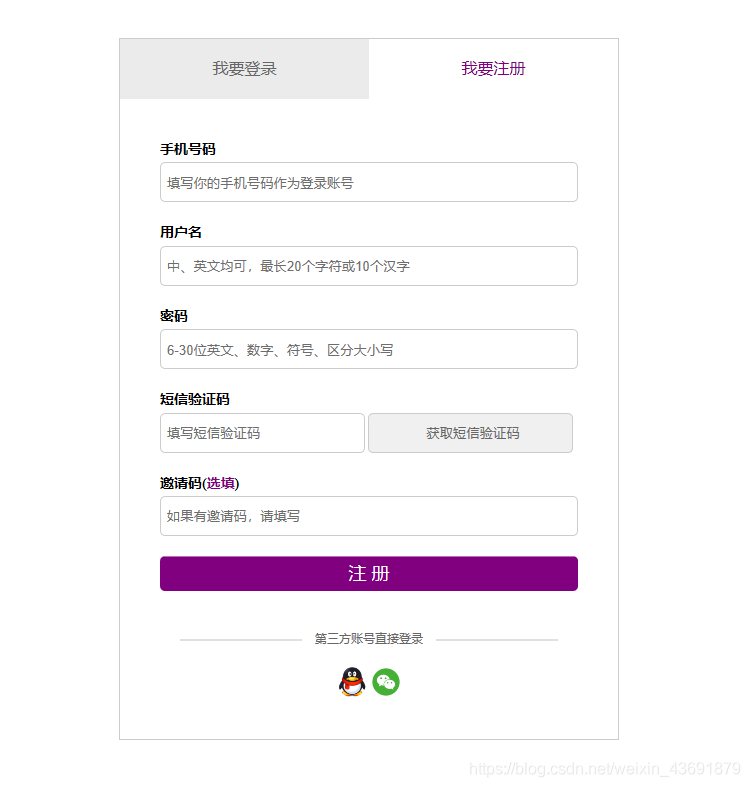 我要登录 我要注册
手机号码
填写你的手机号码作为登录账号
用户名
中、英文均可，最长20个字符或10个汉字
密码
6-30位英文、数字、符号、区分大小写
短信验证码
填写短信验证码 获取短信验证码
邀请码(选填)
如果有邀请码，请填写
注 册
第三方账号直接登录
https://blog.csdn.net/weixin_43691879